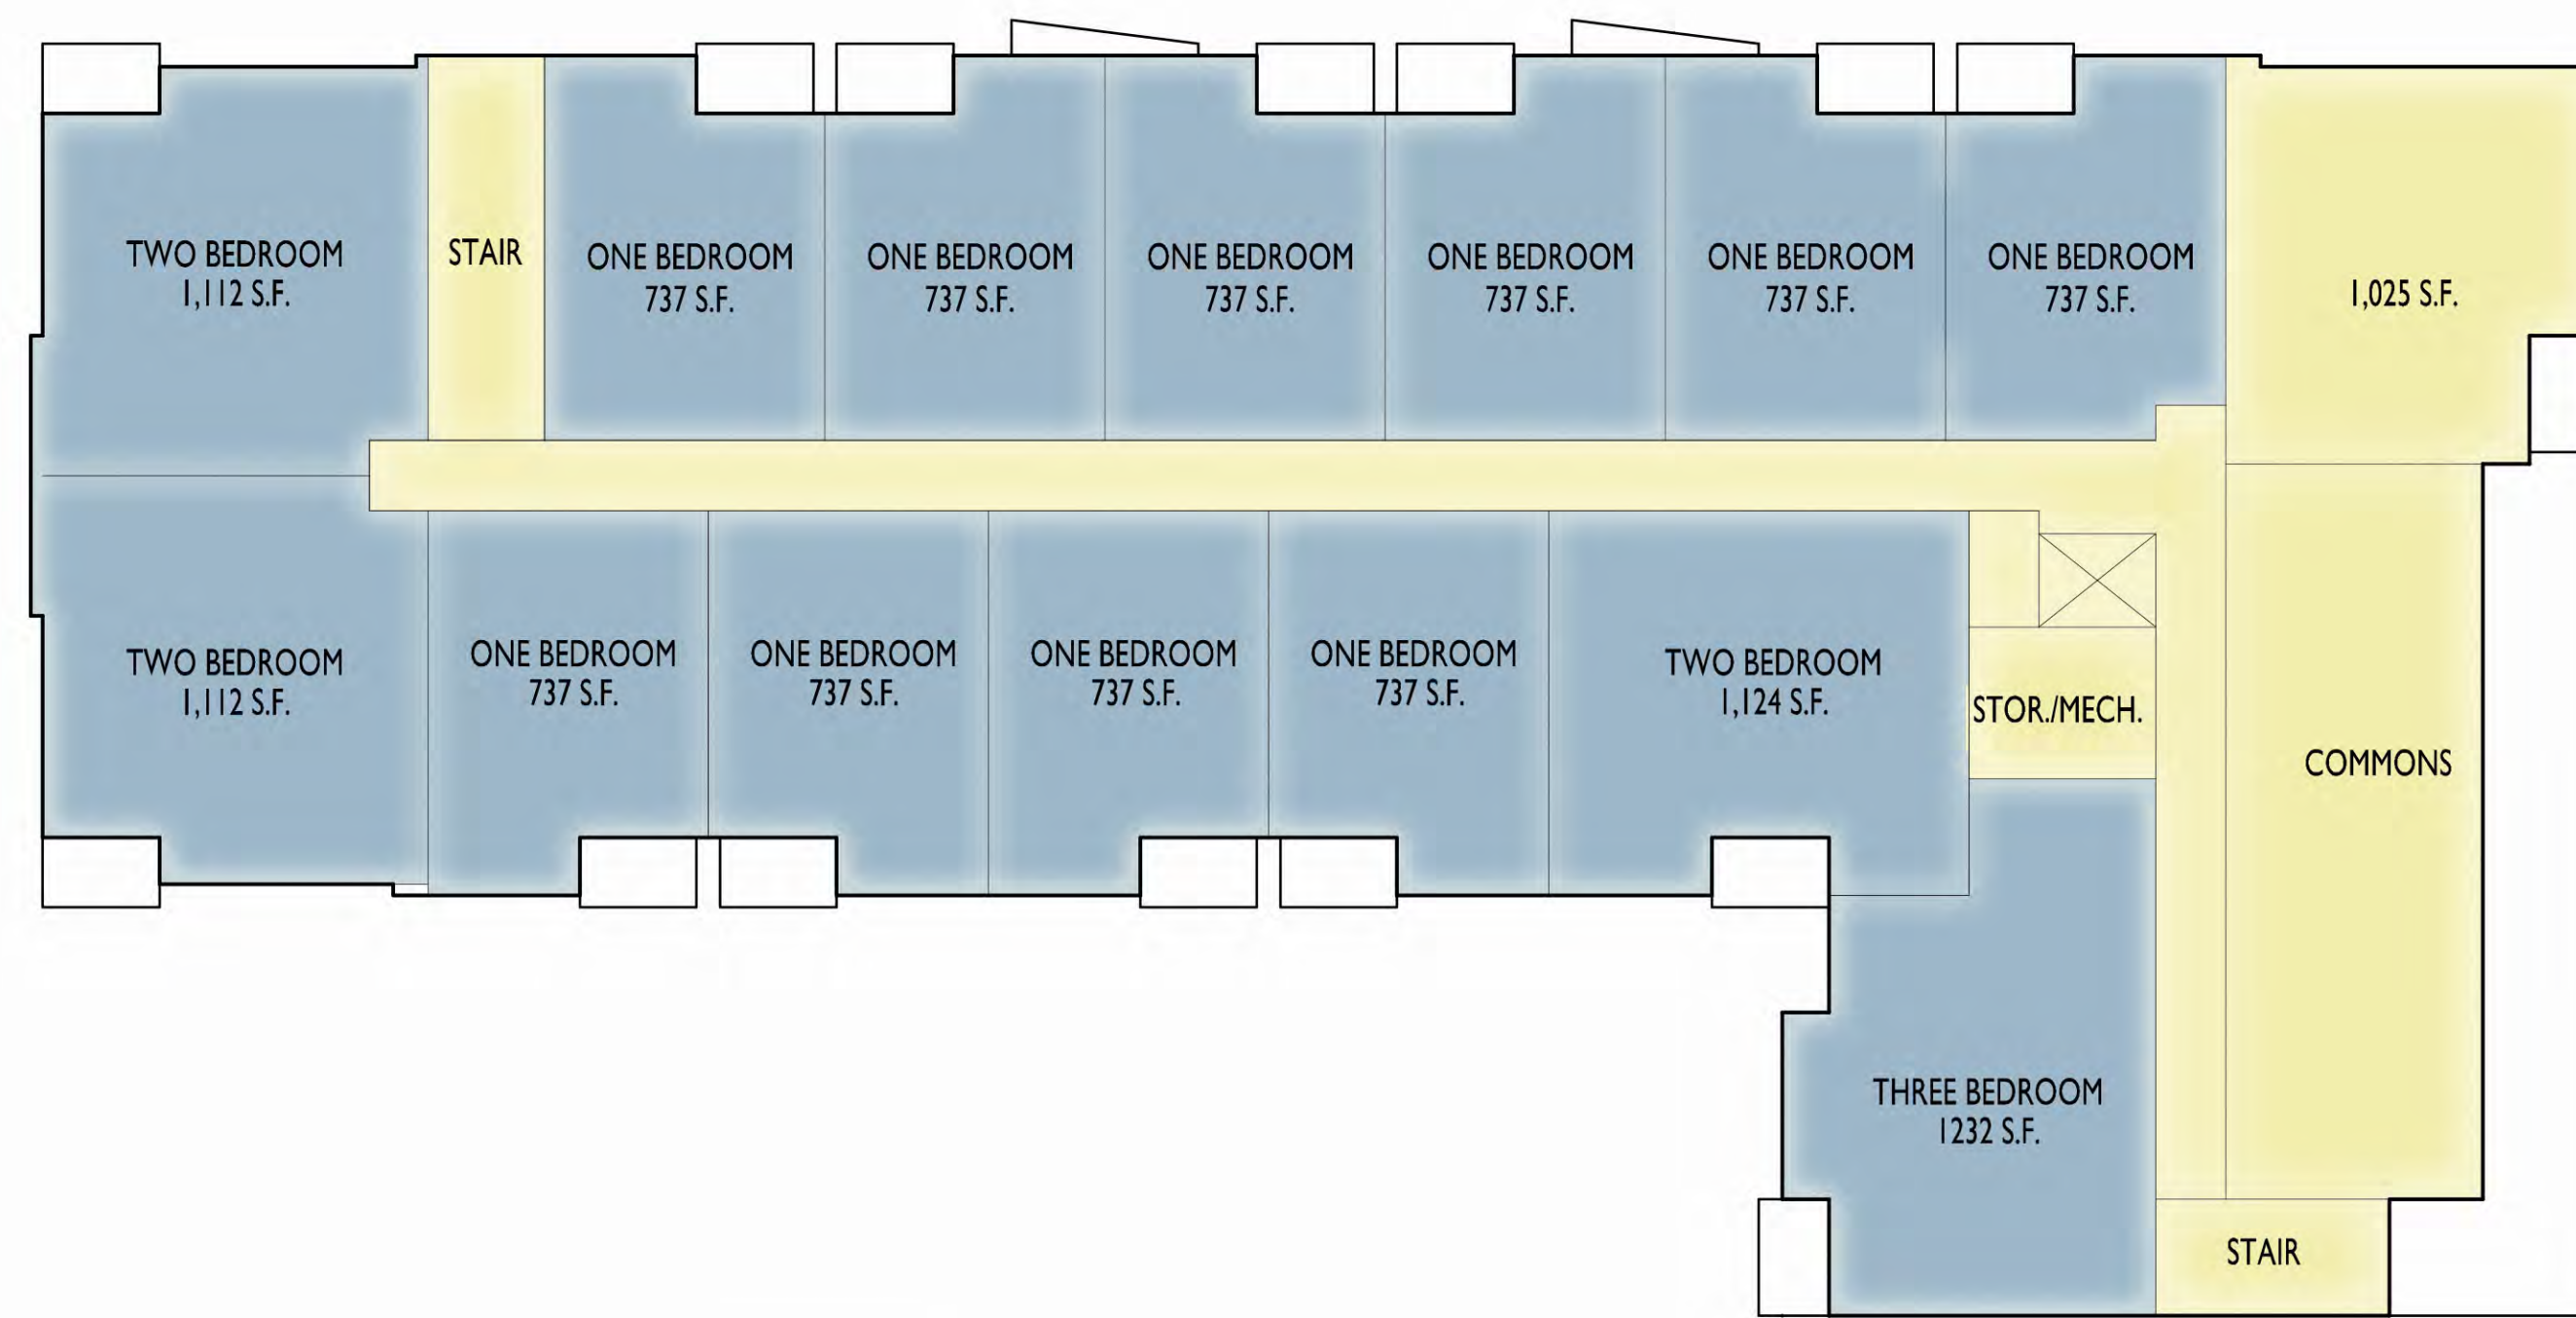 TWO BEDROOM
1,112 S.F.
STAIR
ONE BEDROOM
737 S.F.
ONE BEDROOM
737 S.F.
ONE BEDROOM
737 S.F.
ONE BEDROOM
737 S.F.
ONE BEDROOM
737 S.F.
ONE BEDROOM
737 S.F.
1,025 S.F.
TWO BEDROOM
1,112 S.F.
ONE BEDROOM
737 S.F.
ONE BEDROOM
737 S.F.
ONE BEDROOM
737 S.F.
ONE BEDROOM
737 S.F.
TWO BEDROOM
1,124 S.F.
STOR./MECH.
COMMONS
THREE BEDROOM
1232 S.F.
STAIR